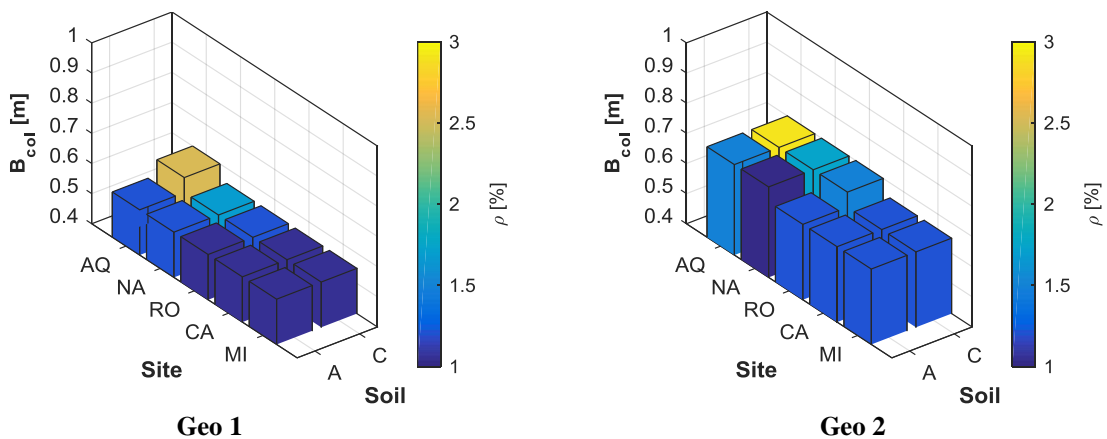 1
0.9
0.8
0.7
0.6
0.5
0.4
B_col [m]
AQ
NA
RO
CA
MI
Site
A
C
Soil
3
2.5
2
1.5
1
ρ [%]
Geo 1
1
0.9
0.8
0.7
0.6
0.5
0.4
B_col [m]
AQ
NA
RO
CA
MI
Site
A
C
Soil
3
2.5
2
1.5
1
ρ [%]
Geo 2